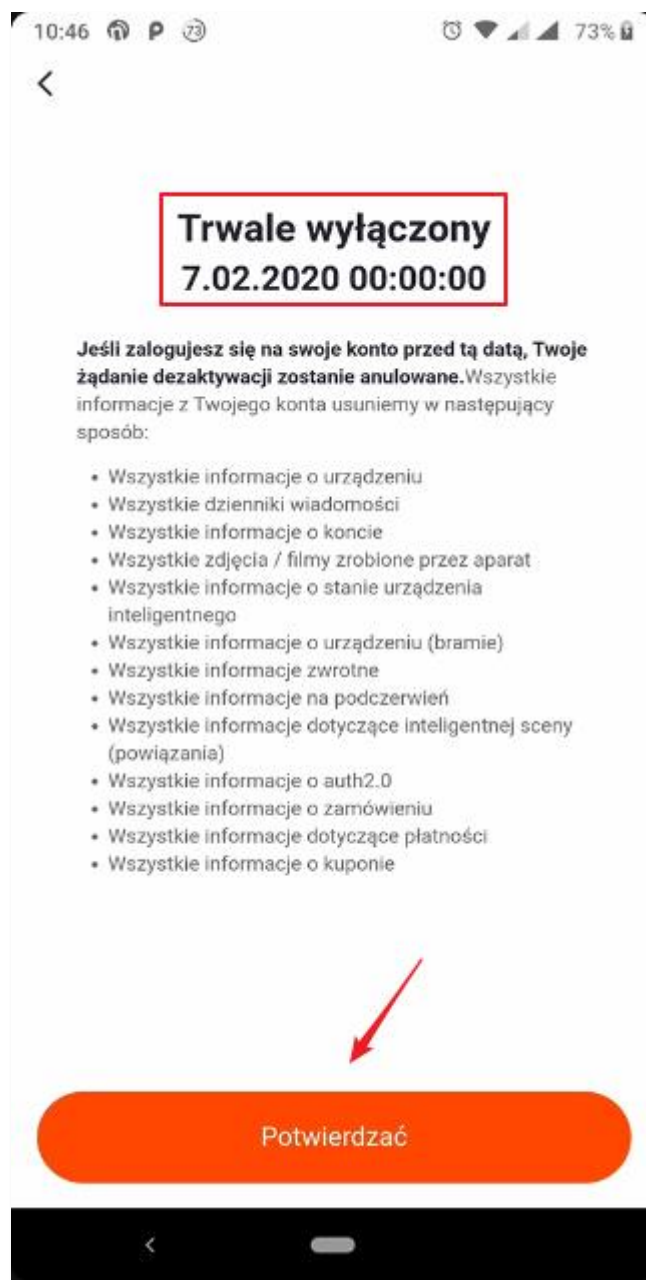 10:46 P 73 73%
Trwale wyłączony
7.02.2020 00:00:00
Jeśli zalogujesz się na swoje konto przed tą datą, Twoje
żądanie dezaktywacji zostanie anulowane.Wszystkie
informacje z Twojego konta usuniemy w następujący
sposób:
• Wszystkie informacje o urządzeniu
• Wszystkie dzienniki wiadomości
• Wszystkie informacje o koncie
• Wszystkie zdjęcia / filmy zrobione przez aparat
• Wszystkie informacje o stanie urządzenia
inteligentnego
• Wszystkie informacje o urządzeniu (bramie)
• Wszystkie informacje zwrotne
• Wszystkie informacje na podczerwień
• Wszystkie informacje dotyczące inteligentnej sceny
(powiązania)
• Wszystkie informacje o auth2.0
• Wszystkie informacje o zamówieniu
• Wszystkie informacje dotyczące płatności
• Wszystkie informacje o kuponie
Potwierdzać